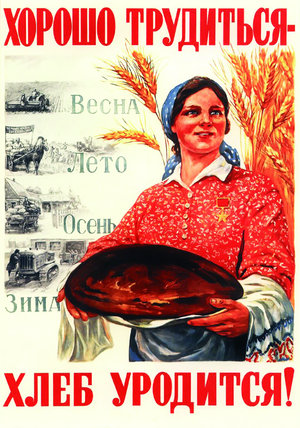 ХОРОШО ТРУДИТЬСЯ-
Весна
Лето
Осень
Зима
ХЛЕБ УРОДИТСЯ!